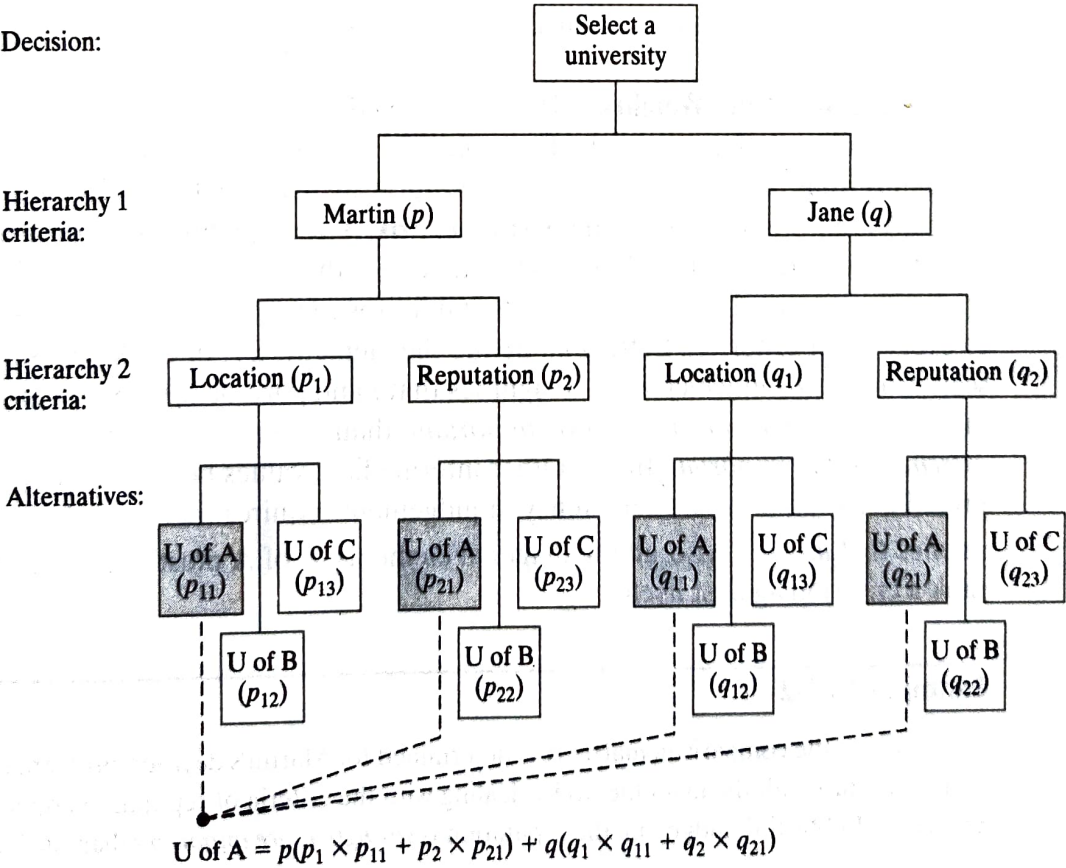 Decision:
Select a
university
Hierarchy 1
criteria:
Martin (p)
Jane (q)
Hierarchy 2
criteria:
Location (p₁)
Reputation (p₂)
Location (q₁)
Reputation (q₂)
Alternatives:
U of A
(p₁₁)
U of C
(p₁₃)
U of A
(p₂₁)
U of C
(p₂₃)
U of A
(q₁₁)
U of C
(q₁₃)
U of A
(q₂₁)
U of C
(q₂₃)
U of B
(p₁₂)
U of B
(p₂₂)
U of B
(q₁₂)
U of B
(q₂₂)
U of A = p(p₁ × p₁₁ + p₂ × p₂₁) + q(q₁ × q₁₁ + q₂ × q₂₁)